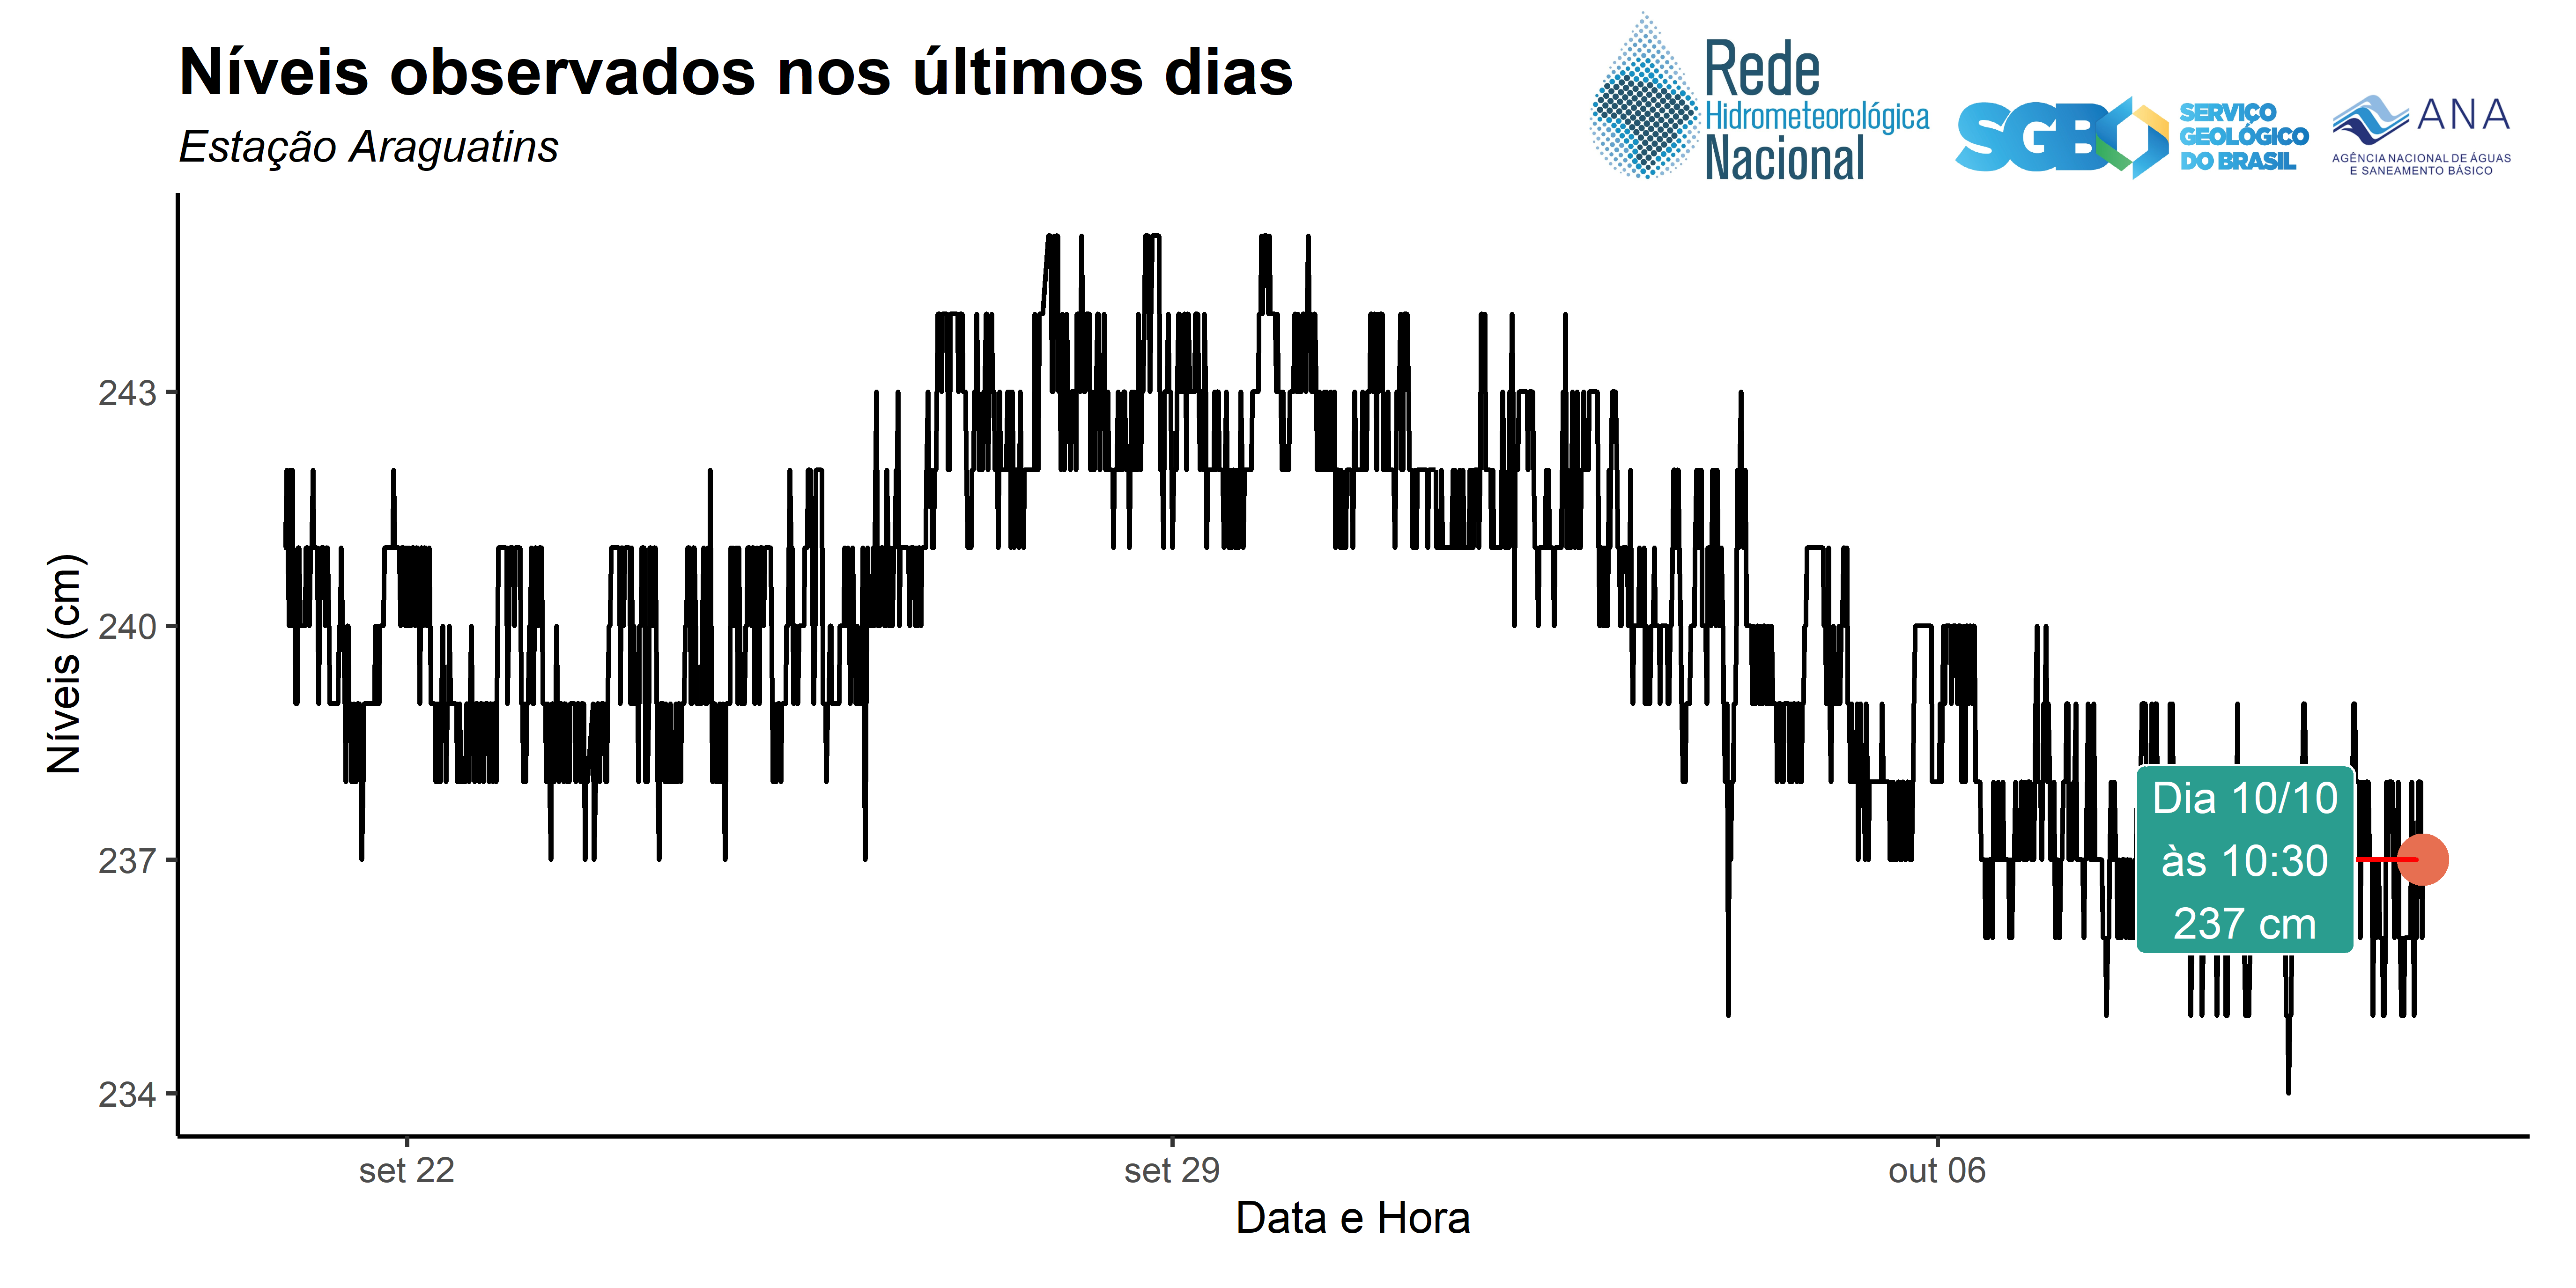 Níveis observados nos últimos dias
Estação Araguatins
Rede
Hidrometeorológica
Nacional
SGB
SERVIÇO
GEOLÓGICO
DO BRASIL
ANA
AGÊNCIA NACIONAL DE ÁGUAS
E SANEAMENTO BÁSICO
Níveis (cm)
243
240
237
234
Dia 10/10
às 10:30
237 cm
set 22
set 29
out 06
Data e Hora